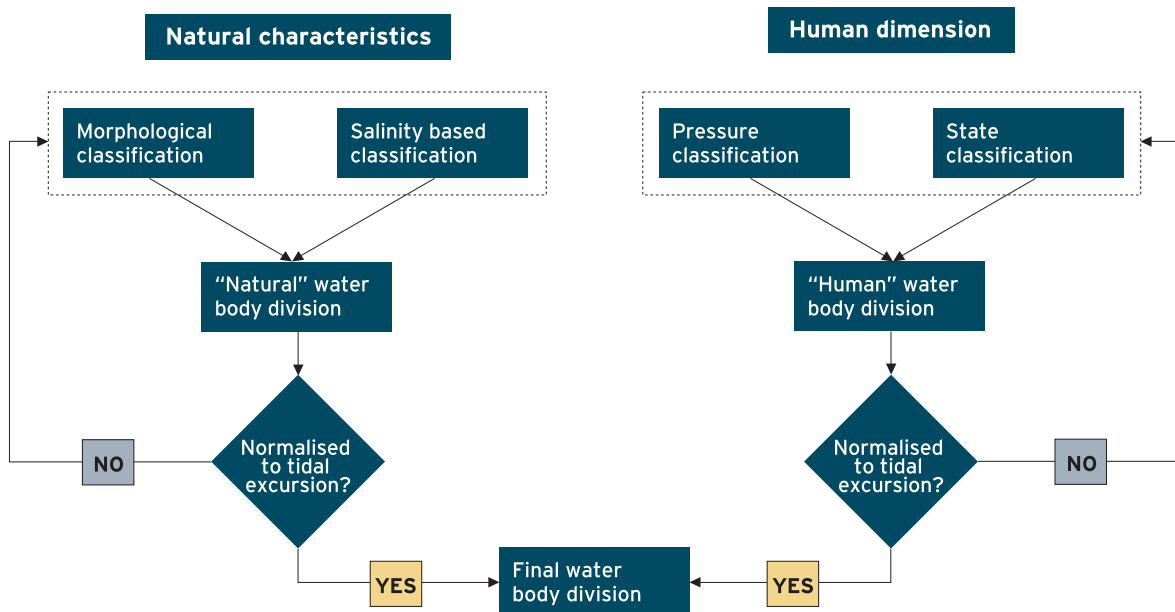 Natural characteristics
Human dimension
Morphological
classification
Salinity based
classification
Pressure
classification
State
classification
“Natural” water
body division
“Human” water
body division
Normalised
to tidal
excursion?
Normalised
to tidal
excursion?
NO
NO
YES
Final water
body division
YES